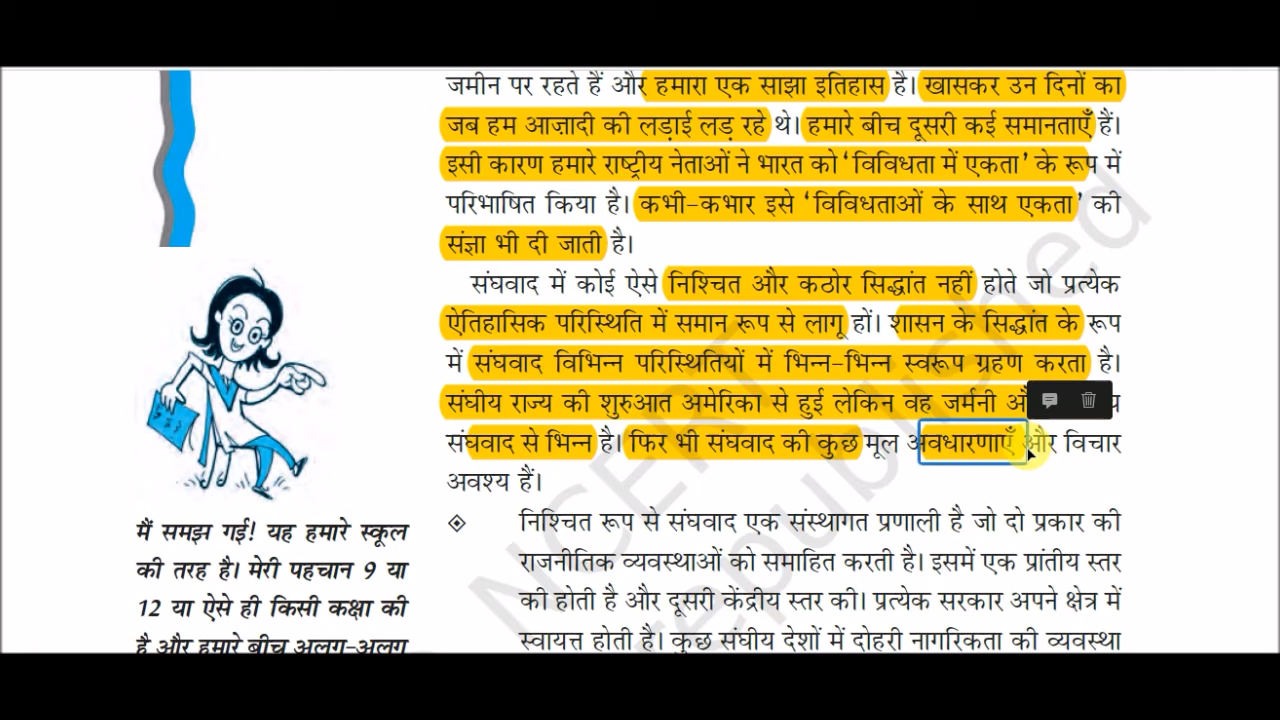 जमीन पर रहते हैं और हमारा एक साझा इतिहास है। खासकर उन दिनों का
जब हम आज़ादी की लड़ाई लड़ रहे थे। हमारे बीच दूसरी कई समानताएँ हैं।
इसी कारण हमारे राष्ट्रीय नेताओं ने भारत को ‘विविधता में एकता’ के रूप में
परिभाषित किया है। कभी-कभार इसे ‘विविधताओं के साथ एकता’ की
संज्ञा भी दी जाती है।
संघवाद में कोई ऐसे निश्चित और कठोर सिद्धांत नहीं होते जो प्रत्येक
ऐतिहासिक परिस्थिति में समान रूप से लागू हों। शासन के सिद्धांत के रूप
में संघवाद विभिन्न परिस्थितियों में भिन्न-भिन्न स्वरूप ग्रहण करता है।
संघीय राज्य की शुरुआत अमेरिका से हुई लेकिन वह जर्मनी
संघवाद से भिन्न है। फिर भी संघवाद की कुछ मूल अवधारणाएँ और विचार
अवश्य हैं।
निश्चित रूप से संघवाद एक संस्थागत प्रणाली है जो दो प्रकार की
राजनीतिक व्यवस्थाओं को समाहित करती है। इसमें एक प्रांतीय स्तर
की होती है और दूसरी केंद्रीय स्तर की। प्रत्येक सरकार अपने क्षेत्र में
स्वायत्त होती है। कुछ संघीय देशों में दोहरी नागरिकता की व्यवस्था
मैं समझ गई! यह हमारे स्कूल
की तरह है। मेरी पहचान 9 या
12 या ऐसे ही किसी कक्षा की
है और हमारे बीच अलग-अलग
NCERT
republished